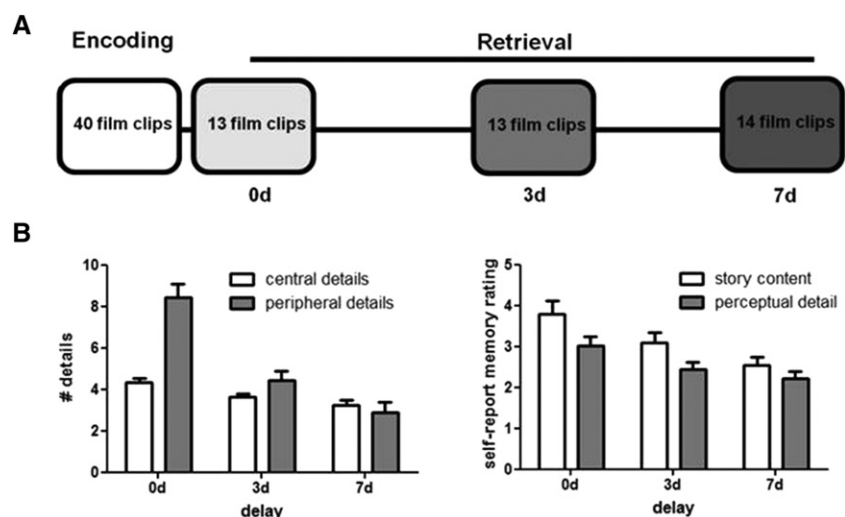 A
Encoding
Retrieval
40 film clips
13 film clips
13 film clips
14 film clips
0d
3d
7d
B
10
8
6
4
2
0
# details
central details
peripheral details
0d
3d
7d
delay
5
4
3
2
1
0
self-report memory rating
story content
perceptual detail
0d
3d
7d
delay